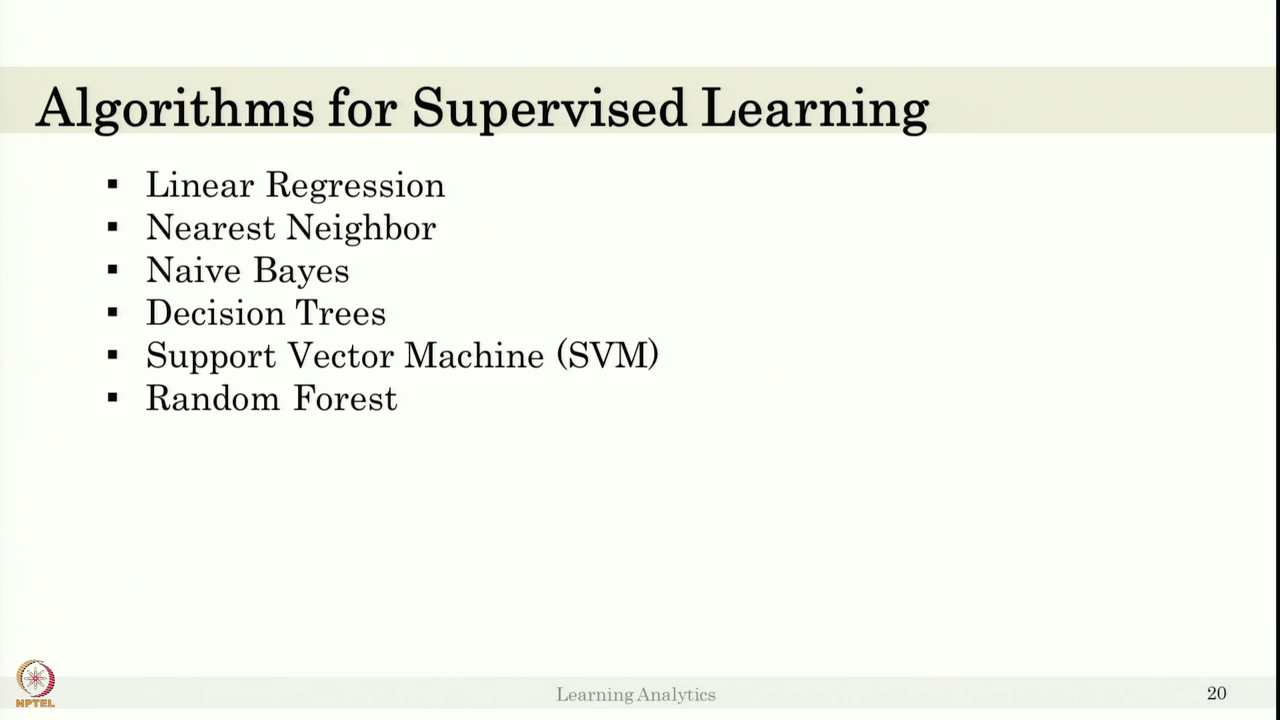 Algorithms for Supervised Learning
▪ Linear Regression
▪ Nearest Neighbor
▪ Naive Bayes
▪ Decision Trees
▪ Support Vector Machine (SVM)
▪ Random Forest
NPTEL
Learning Analytics
20